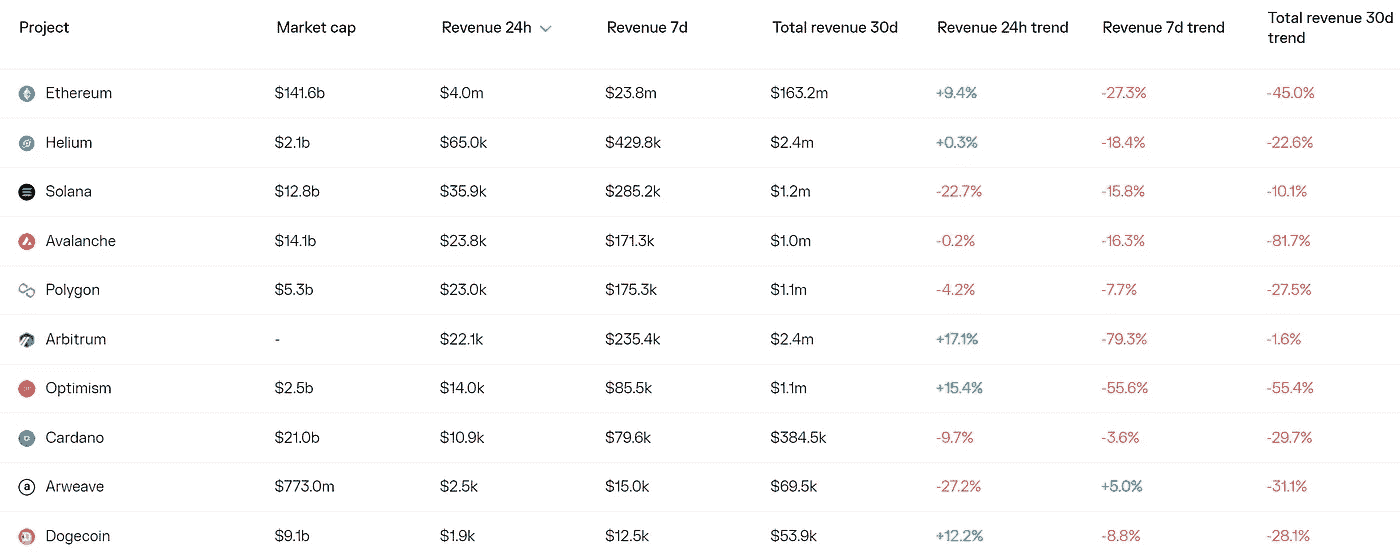 Project Market cap Revenue 24h Revenue 7d Total revenue 30d Revenue 24h trend Revenue 7d trend Total revenue 30d trend
Ethereum $141.6b $4.0m $23.8m $163.2m +9.4% -27.3% -45.0%
Helium $2.1b $65.0k $429.8k $2.4m +0.3% -18.4% -22.6%
Solana $12.8b $35.9k $285.2k $1.2m -22.7% -15.8% -10.1%
Avalanche $14.1b $23.8k $171.3k $1.0m -0.2% -16.3% -81.7%
Polygon $5.3b $23.0k $175.3k $1.1m -4.2% -7.7% -27.5%
Arbitrum - $22.1k $235.4k $2.4m +17.1% -79.3% -1.6%
Optimism $2.5b $14.0k $85.5k $1.1m +15.4% -55.6% -55.4%
Cardano $21.0b $10.9k $79.6k $384.5k -9.7% -3.6% -29.7%
a Arweave $773.0m $2.5k $15.0k $69.5k -27.2% +5.0% -31.1%
Dogecoin $9.1b $1.9k $12.5k $53.9k +12.2% -8.8% -28.1%